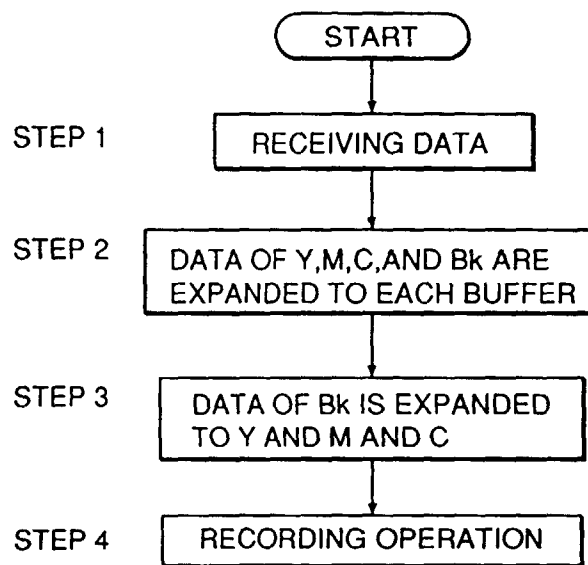 START
STEP 1
RECEIVING DATA
STEP 2
DATA OF Y,M,C,AND Bk ARE
EXPANDED TO EACH BUFFER
STEP 3
DATA OF Bk IS EXPANDED
TO Y AND M AND C
STEP 4
RECORDING OPERATION